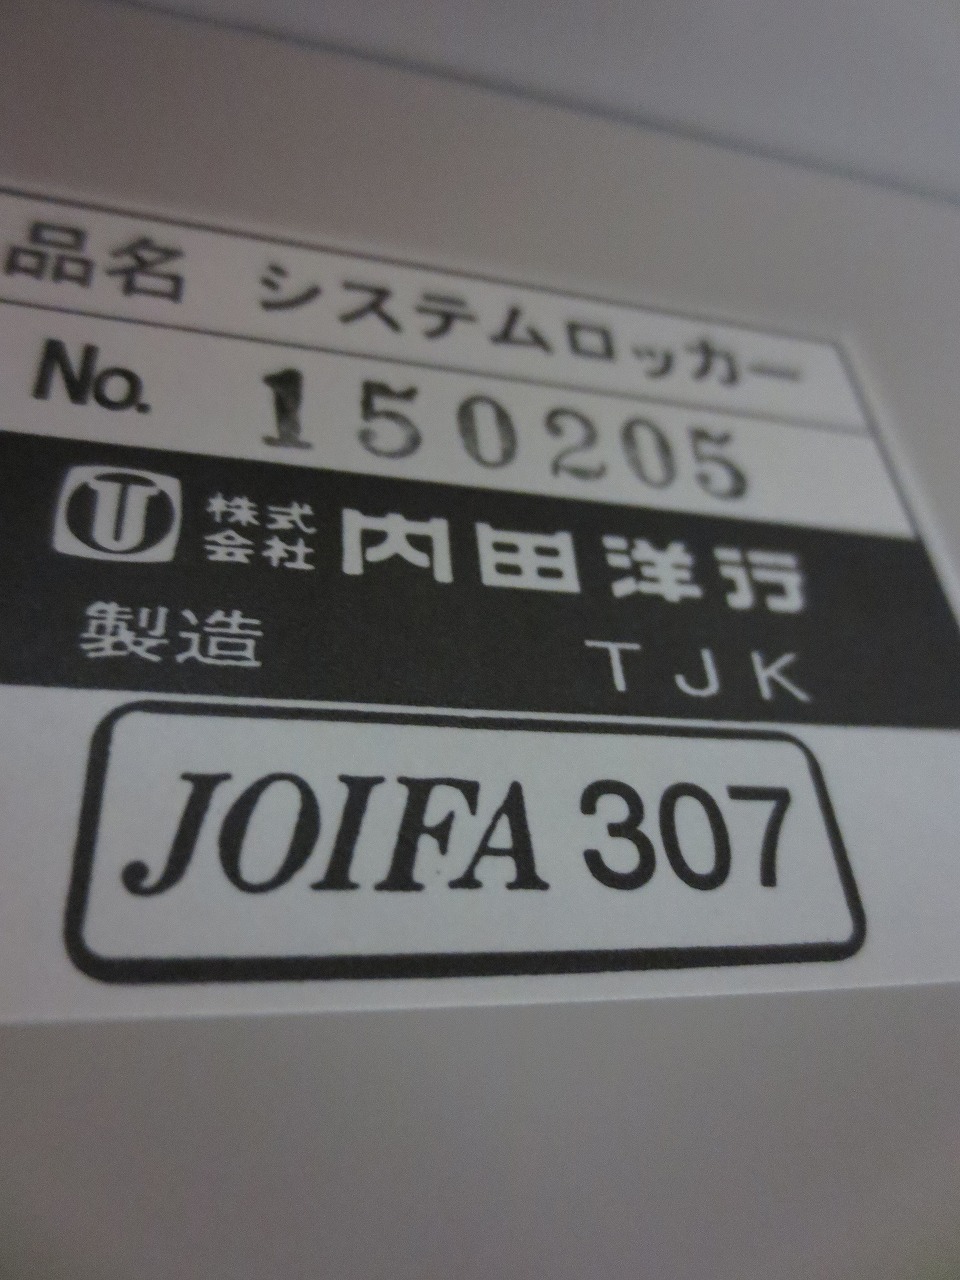 品名 システムロッカー
No. 150205
U 株式会社 内田洋行
製造 TJK
JOIFA 307